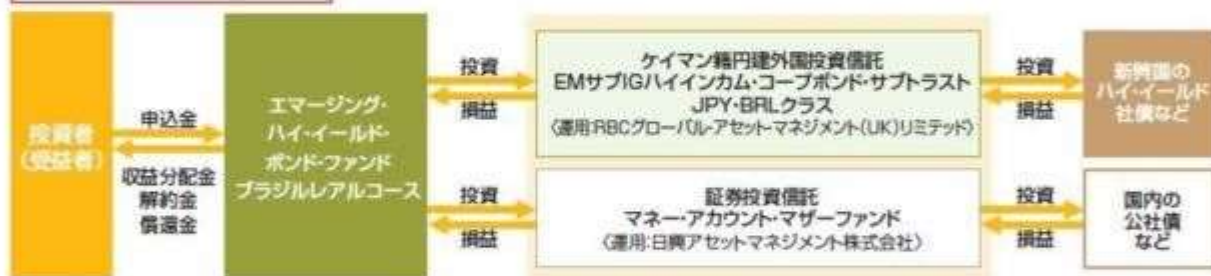 投資者
(受益者)
申込金
収益分配金
解約金
償還金
エマージング・
ハイ・イールド・
ボンド・ファンド
ブラジルレアルコース
投資
損益
ケイマン籍円建外国投資信託
EMサブIGハイインカム・コープボンド・サブトラスト
JPY・BRLクラス
〈運用:RBCグローバル・アセット・マネジメント(UK)リミテッド〉
投資
損益
新興国の
ハイ・イールド
社債など
投資
損益
証券投資信託
マネー・アカウント・マザーファンド
〈運用:日興アセットマネジメント株式会社〉
投資
損益
国内の
公社債
など